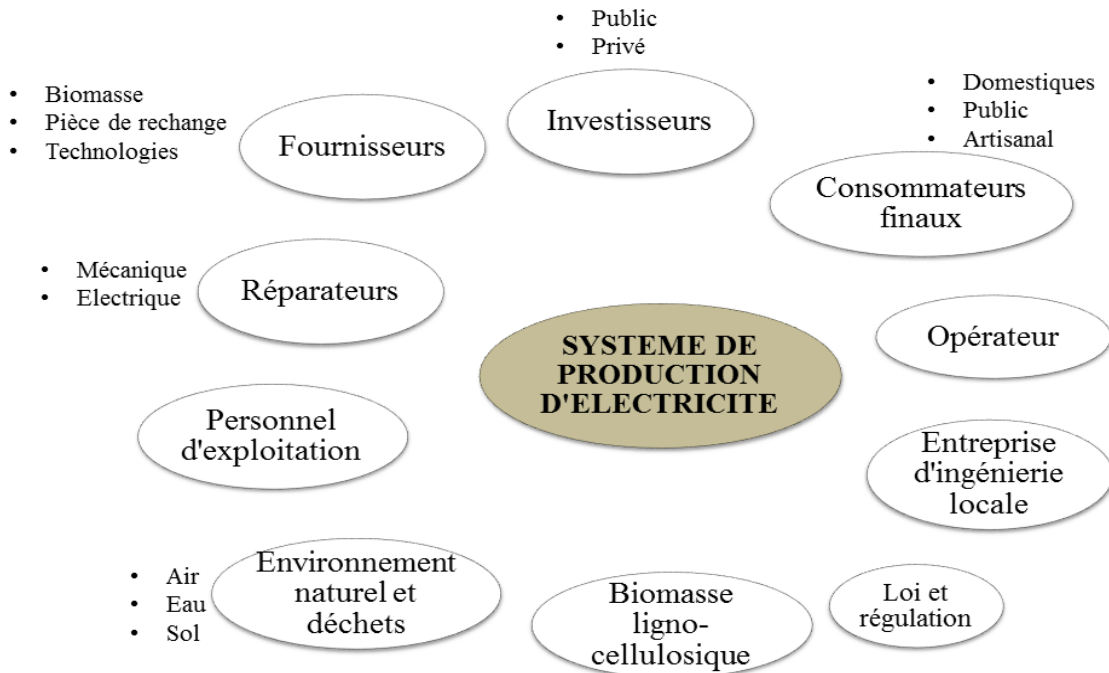 • Public
• Privé
Investisseurs
• Biomasse
• Pièce de rechange
• Technologies
Fournisseurs
• Domestiques
• Public
• Artisanal
Consommateurs
finaux
• Mécanique
• Electrique
Réparateurs
SYSTEME DE
PRODUCTION
D'ELECTRICITE
Opérateur
Personnel
d'exploitation
Entreprise
d'ingénierie
locale
• Air
• Eau
• Sol
Environnement
naturel et
déchets
Biomasse
ligno-
cellulosique
Loi et
régulation